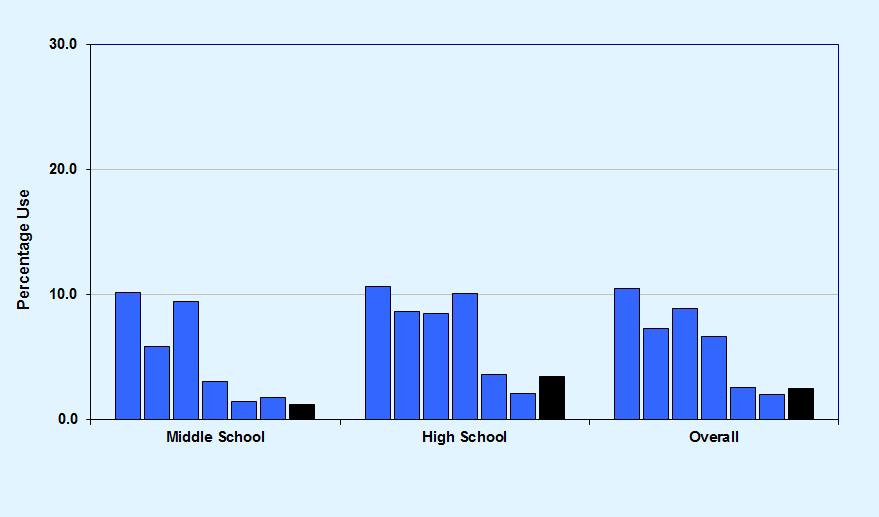 30.0
20.0
10.0
0.0
Percentage Use
Middle School
High School
Overall